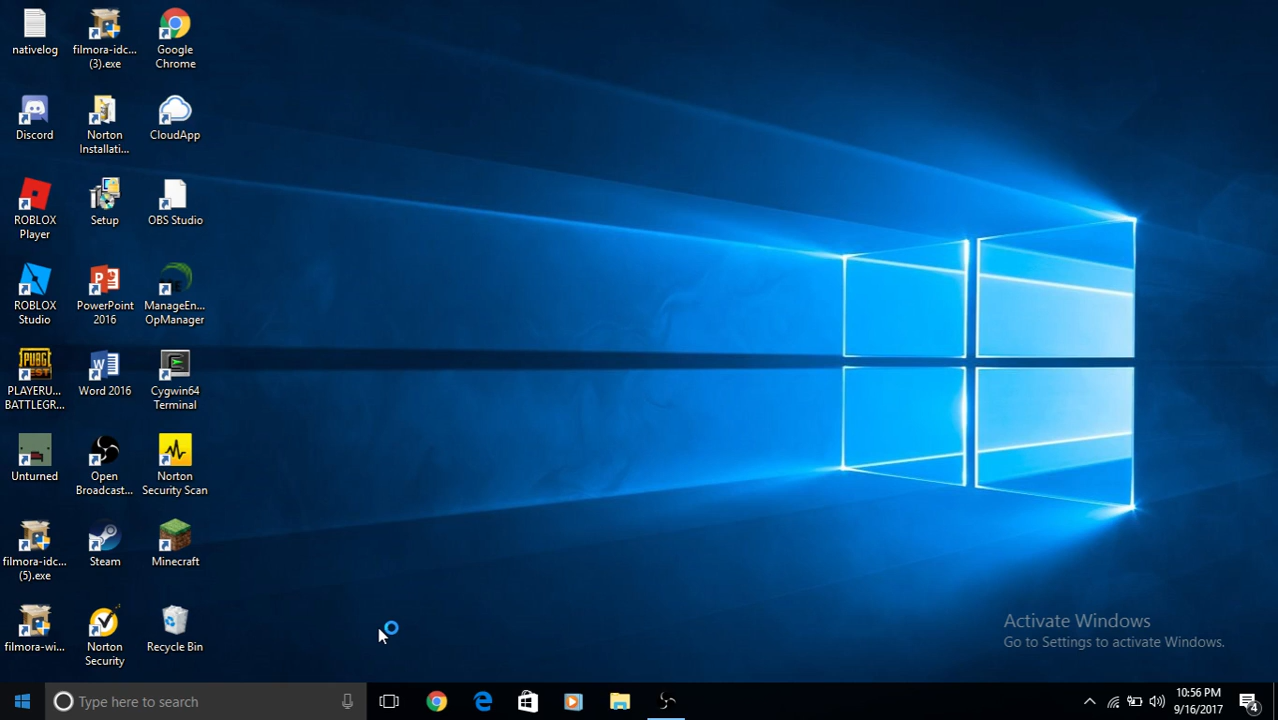 nativelog
filmora-idc...
(3).exe
Google
Chrome
Discord
Norton
Installati...
CloudApp
ROBLOX
Player
Setup
OBS Studio
ROBLOX
Studio
PowerPoint
2016
ManageEn...
OpManager
PUBG
PLAYERU...
BATTLEGR...
Word 2016
Cygwin64
Terminal
Unturned
Open
Broadcast...
Norton
Security Scan
filmora-idc...
(5).exe
Steam
Minecraft
filmora-wi...
Norton
Security
Recycle Bin
Activate Windows
Go to Settings to activate Windows.
Type here to search
10:56 PM
9/16/2017
4